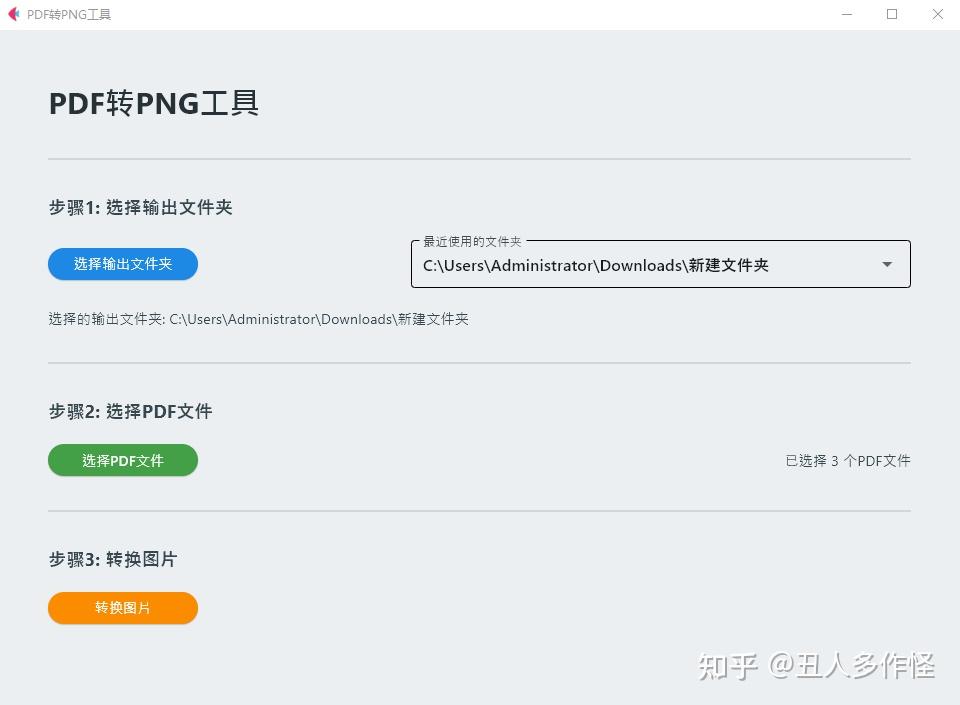 PDF转PNG工具
PDF转PNG工具
步骤1: 选择输出文件夹
选择输出文件夹
最近使用的文件夹
C:\Users\Administrator\Downloads\新建文件夹
选择的输出文件夹: C:\Users\Administrator\Downloads\新建文件夹
步骤2: 选择PDF文件
选择PDF文件
已选择 3 个PDF文件
步骤3: 转换图片
转换图片
知乎 @丑人多作怪